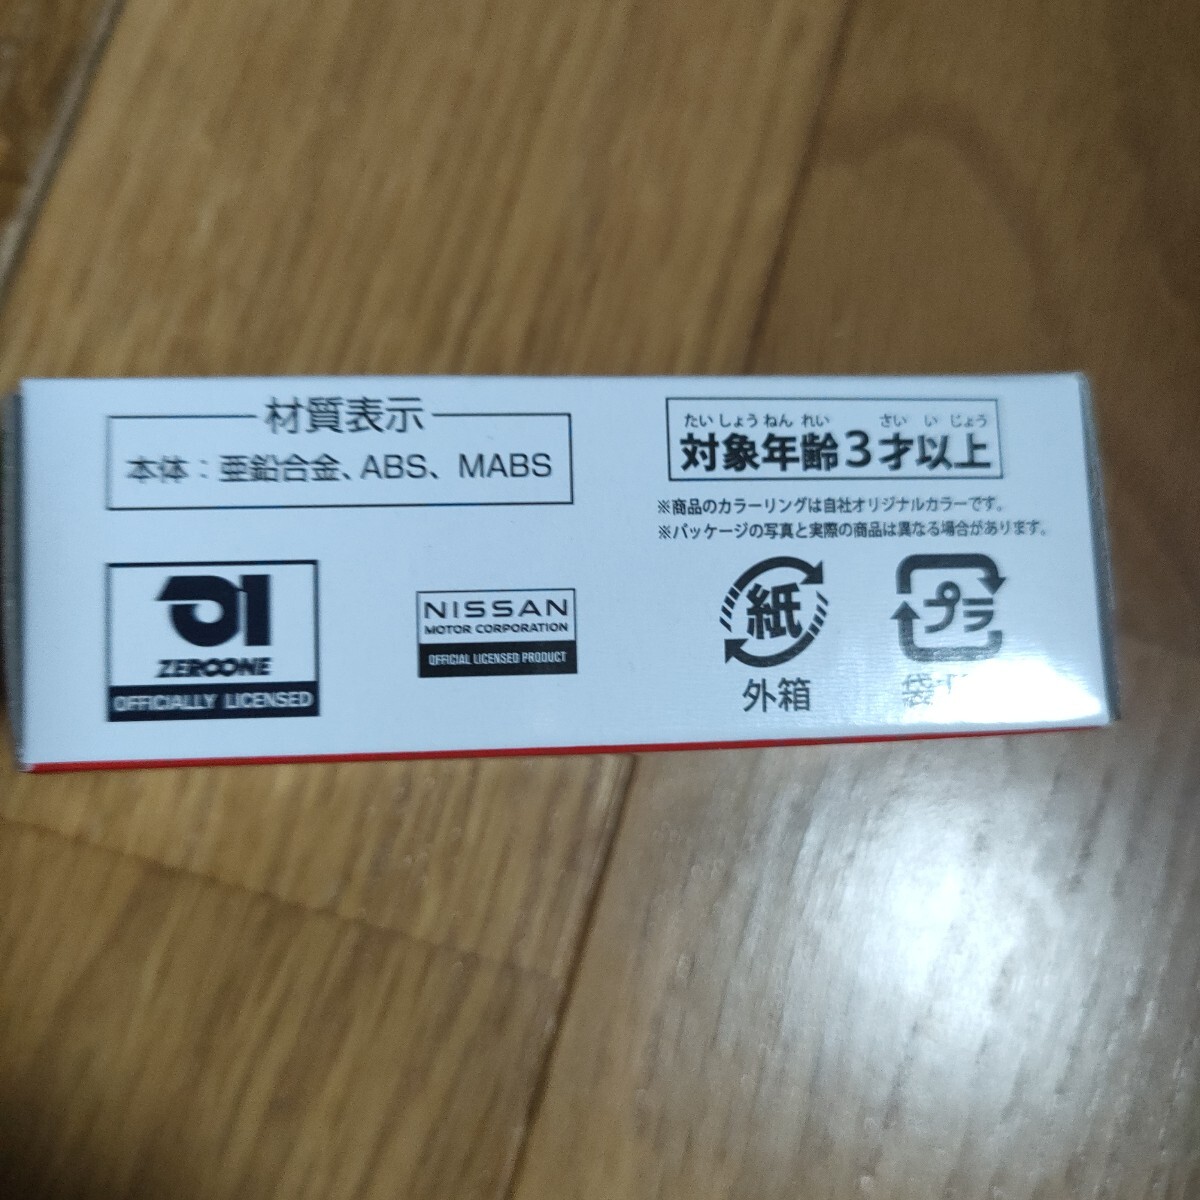 材質表示
本体：亜鉛合金、ABS、MABS
たいしょうねんれい さいいじょう
対象年齢3才以上
※商品のカラーリングは自社オリジナルカラーです。
※パッケージの写真と実際の商品は異なる場合があります。
01
ZEROONE
OFFICIALLY LICENSED
NISSAN
MOTOR CORPORATION
OFFICIAL LICENSED PRODUCT
紙
外箱
プラ
袋・